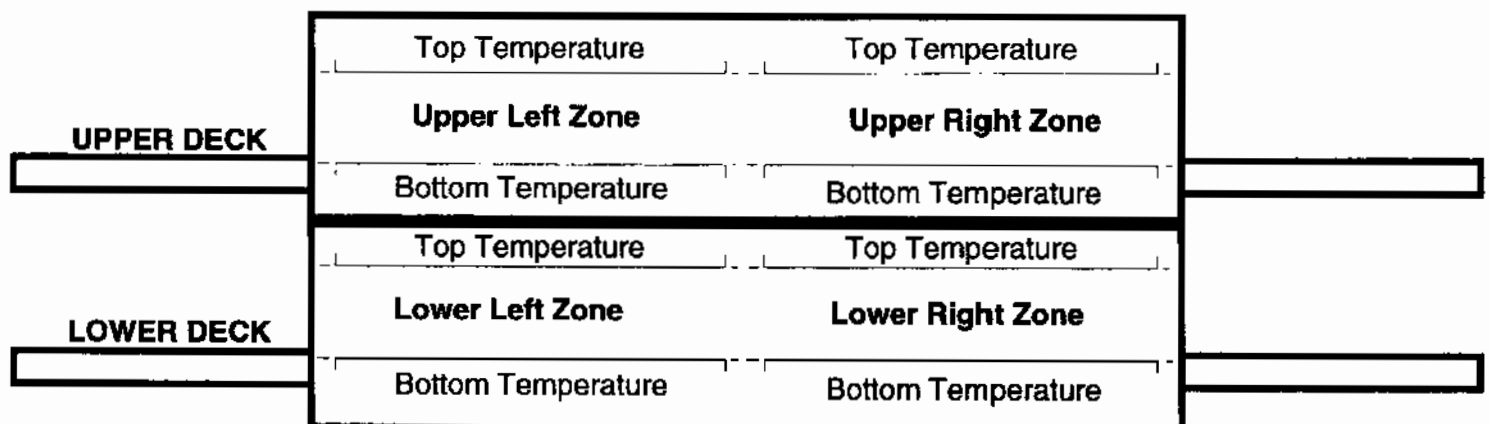 Top Temperature Top Temperature
Upper Left Zone Upper Right Zone
UPPER DECK
Bottom Temperature Bottom Temperature
Top Temperature Top Temperature
Lower Left Zone Lower Right Zone
LOWER DECK
Bottom Temperature Bottom Temperature